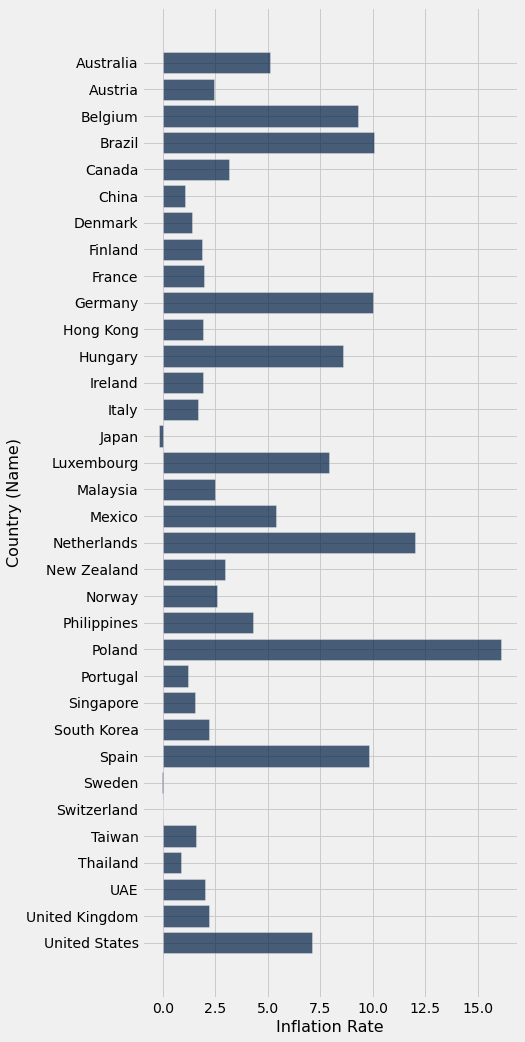 Country (Name)
Australia
Austria
Belgium
Brazil
Canada
China
Denmark
Finland
France
Germany
Hong Kong
Hungary
Ireland
Italy
Japan
Luxembourg
Malaysia
Mexico
Netherlands
New Zealand
Norway
Philippines
Poland
Portugal
Singapore
South Korea
Spain
Sweden
Switzerland
Taiwan
Thailand
UAE
United Kingdom
United States
0.0 2.5 5.0 7.5 10.0 12.5 15.0
Inflation Rate